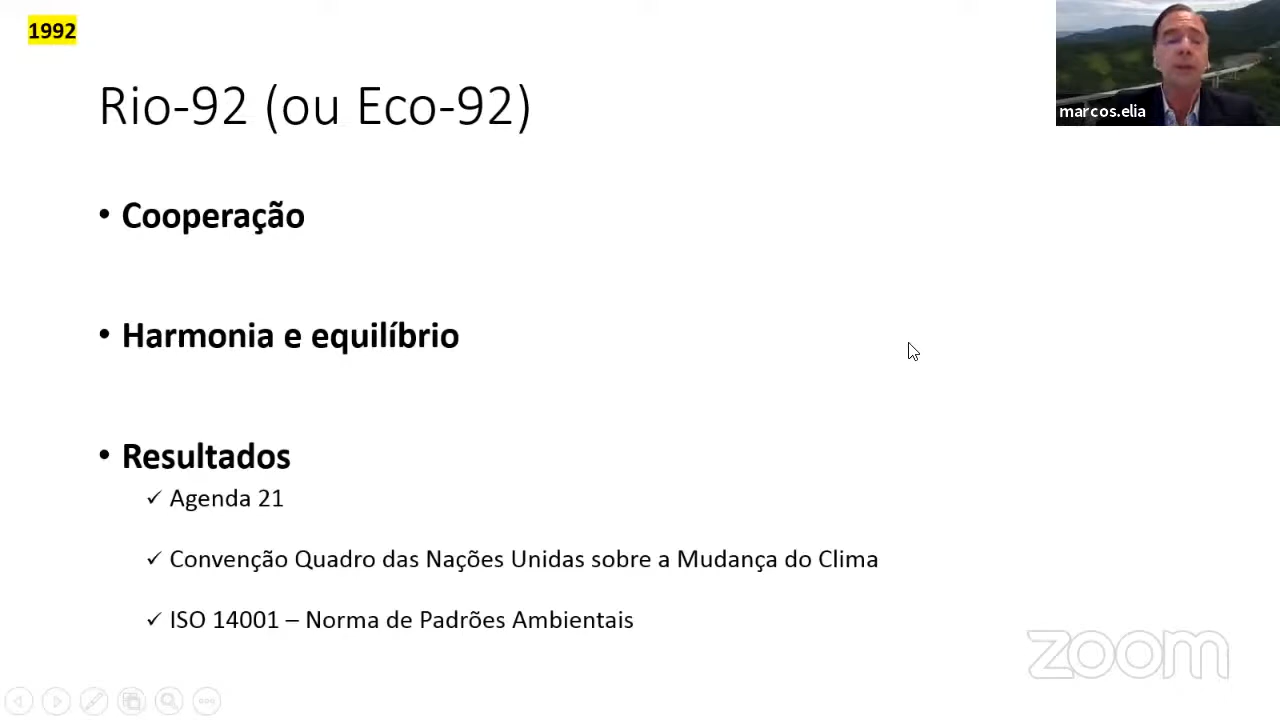 1992
marcos.elia
Rio-92 (ou Eco-92)
• Cooperação
• Harmonia e equilíbrio
• Resultados
✓ Agenda 21
✓ Convenção Quadro das Nações Unidas sobre a Mudança do Clima
✓ ISO 14001 – Norma de Padrões Ambientais
zoom